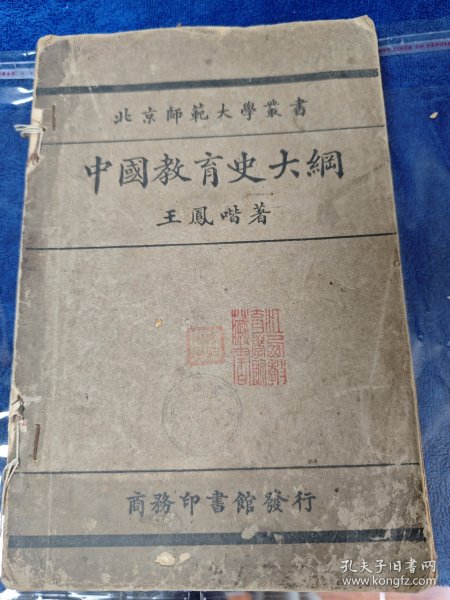 北京師範大學叢書
中國教育史大綱
王鳳喈著
商務印書館發行
孔夫子旧书网
www.kongfz.com